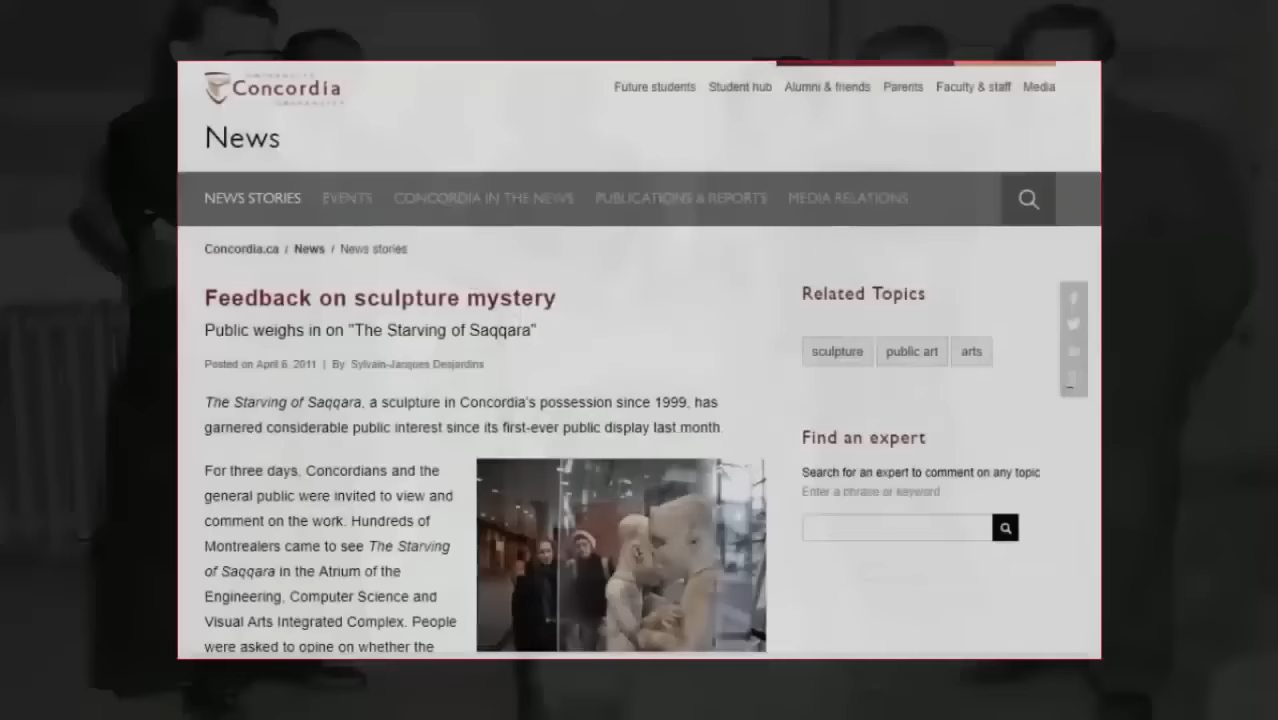 Concordia
Future students Student hub Alumni & friends Parents Faculty & staff Media
News
NEWS STORIES EVENTS CONCORDIA IN THE NEWS PUBLICATIONS & REPORTS MEDIA RELATIONS
Concordia.ca / News / News stories
Feedback on sculpture mystery
Public weighs in on "The Starving of Saqqara"
Posted on April 6, 2011 | By Sylvain-Jacques Desjardins
The Starving of Saqqara, a sculpture in Concordia's possession since 1999, has
garnered considerable public interest since its first-ever public display last month.
For three days, Concordians and the
general public were invited to view and
comment on the work. Hundreds of
Montrealers came to see The Starving
of Saqqara in the Atrium of the
Engineering, Computer Science and
Visual Arts Integrated Complex. People
were asked to opine on whether the
Related Topics
sculpture public art arts
Find an expert
Search for an expert to comment on any topic
Enter a phrase or keyword